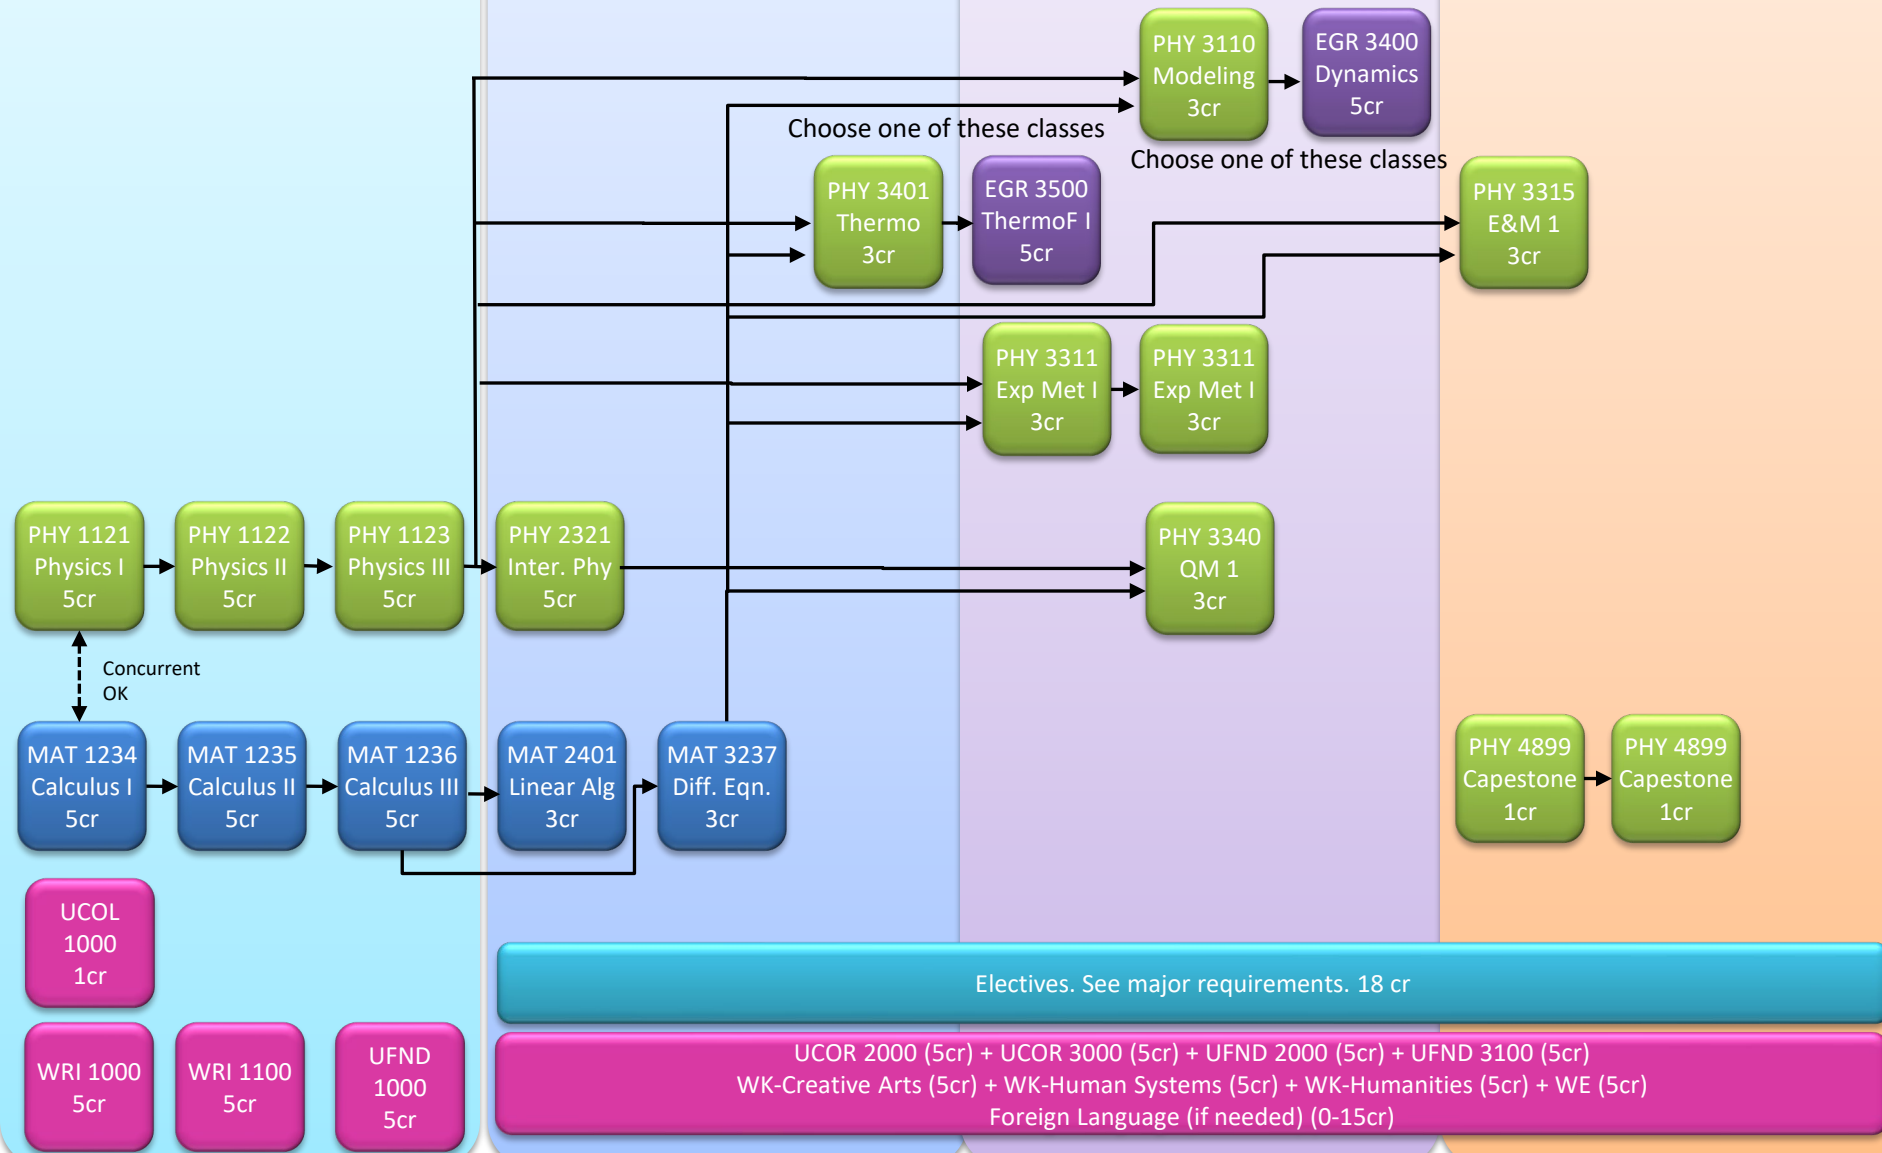 PHY 3110
Modeling
3cr
EGR 3400
Dynamics
5cr
Choose one of these classes
Choose one of these classes
PHY 3401
Thermo
3cr
EGR 3500
ThermoF I
5cr
PHY 3315
E&M 1
3cr
PHY 3311
Exp Met I
3cr
PHY 3311
Exp Met I
3cr
PHY 1121
Physics I
5cr
PHY 1122
Physics II
5cr
PHY 1123
Physics III
5cr
PHY 2321
Inter. Phy
5cr
PHY 3340
QM 1
3cr
Concurrent
OK
MAT 1234
Calculus I
5cr
MAT 1235
Calculus II
5cr
MAT 1236
Calculus III
5cr
MAT 2401
Linear Alg
3cr
MAT 3237
Diff. Eqn.
3cr
PHY 4899
Capestone
1cr
PHY 4899
Capestone
1cr
UCOL
1000
1cr
Electives. See major requirements. 18 cr
WRI 1000
5cr
WRI 1100
5cr
UFND
1000
5cr
UCOR 2000 (5cr) + UCOR 3000 (5cr) + UFND 2000 (5cr) + UFND 3100 (5cr)
WK-Creative Arts (5cr) + WK-Human Systems (5cr) + WK-Humanities (5cr) + WE (5cr)
Foreign Language (if needed) (0-15cr)